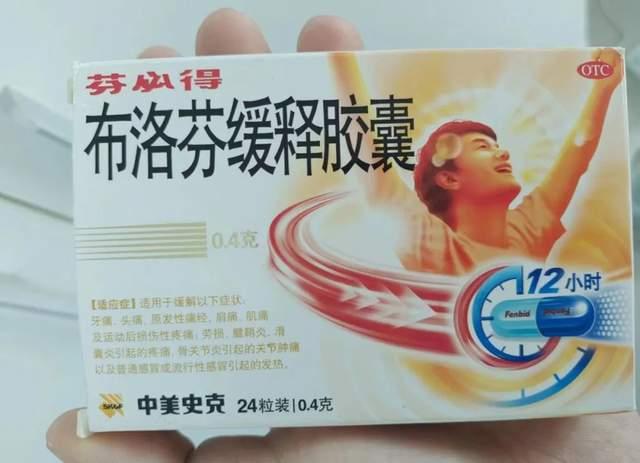 芬必得
OTC
布洛芬缓释胶囊
0.4克
12小时
Fenbid
【适应症】适用于缓解以下症状.
牙痛、头痛、原发性痛经、肩痛、肌痛
及运动后损伤性疼痛、劳损、腱鞘炎、滑
囊炎引起的疼痛、骨关节炎引起的关节肿痛
以及普通感冒或流行性感冒引起的发热。
中美史克 24粒装|0.4克